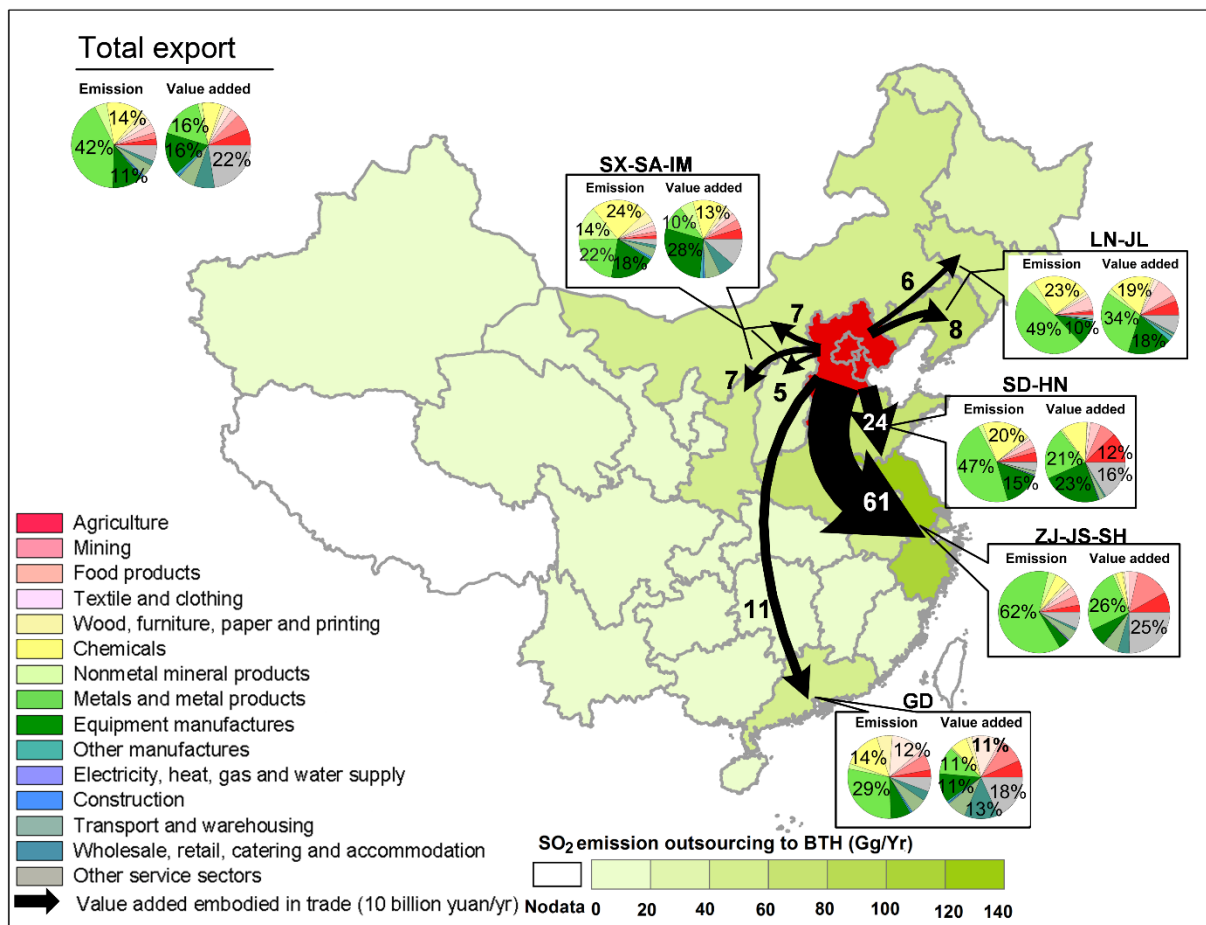 Total export
Emission Value added
14%
42%
11%
16%
16%
22%
SX-SA-IM
Emission Value added
24%
14%
22%
18%
13%
10%
28%
LN-JL
Emission Value added
23%
49%
10%
19%
34%
18%
6
8
7
7
5
SD-HN
Emission Value added
20%
47%
15%
12%
21%
16%
23%
24
61
ZJ-JS-SH
Emission Value added
62%
26%
25%
11
GD
Emission Value added
12%
14%
29%
11%
11%
11%
18%
13%
Agriculture
Mining
Food products
Textile and clothing
Wood, furniture, paper and printing
Chemicals
Nonmetal mineral products
Metals and metal products
Equipment manufactures
Other manufactures
Electricity, heat, gas and water supply
Construction
Transport and warehousing
Wholesale, retail, catering and accommodation
Other service sectors
Value added embodied in trade (10 billion yuan/yr)
SO2 emission outsourcing to BTH (Gg/Yr)
Nodata 0 20 40 60 80 100 120 140